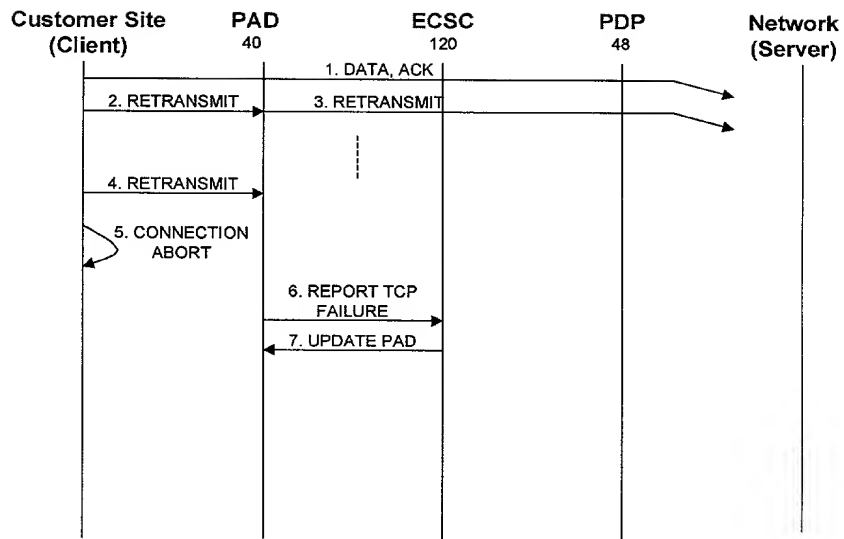 Customer Site
(Client)
PAD
40
ECSC
120
PDP
48
Network
(Server)
1. DATA, ACK
2. RETRANSMIT
3. RETRANSMIT
4. RETRANSMIT
5. CONNECTION
ABORT
6. REPORT TCP
FAILURE
7. UPDATE PAD